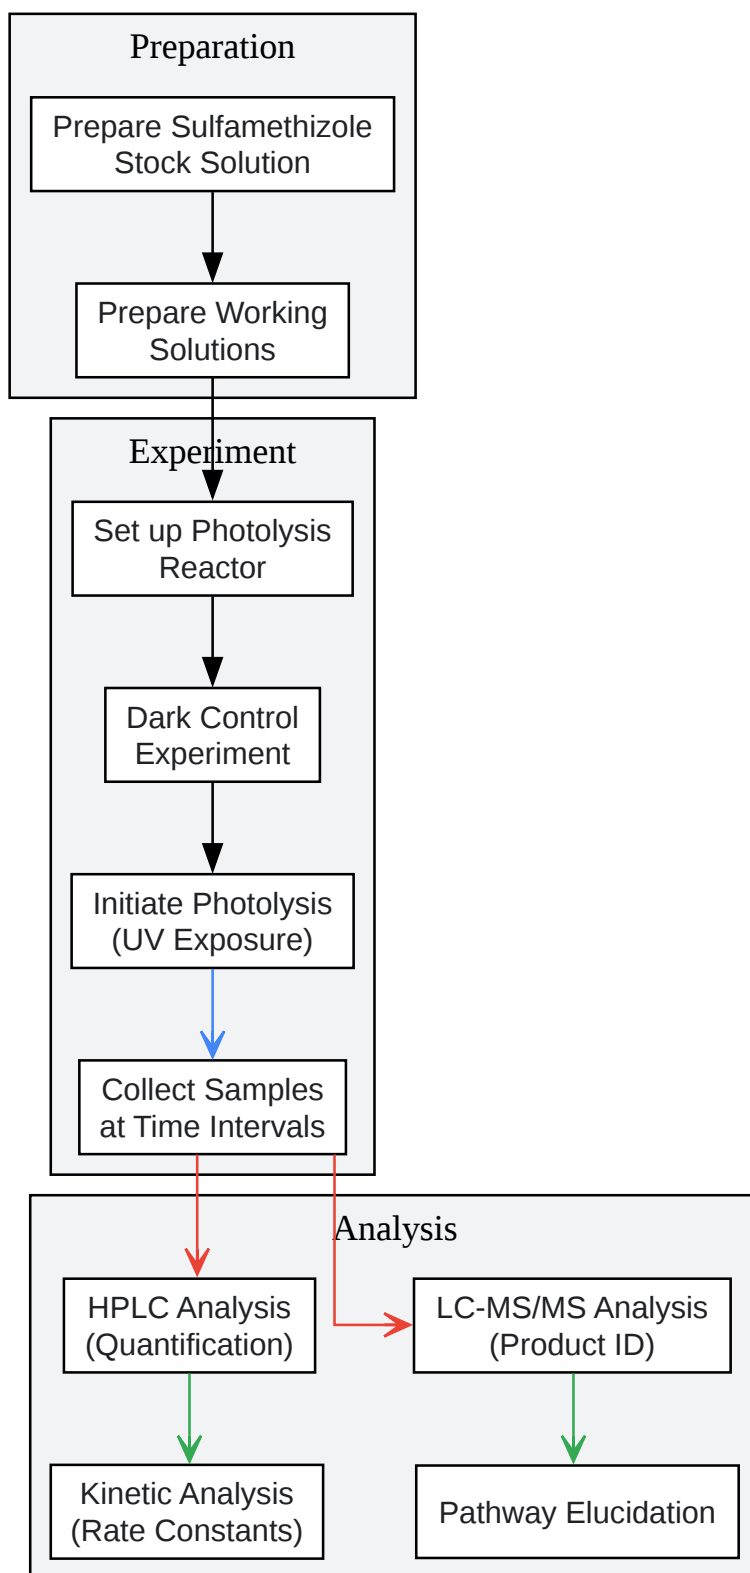 Preparation
Prepare Sulfamethizole
Stock Solution
Prepare Working
Solutions
Experiment
Set up Photolysis
Reactor
Dark Control
Experiment
Initiate Photolysis
(UV Exposure)
Collect Samples
at Time Intervals
Analysis
HPLC Analysis
(Quantification)
LC-MS/MS Analysis
(Product ID)
Kinetic Analysis
(Rate Constants)
Pathway Elucidation